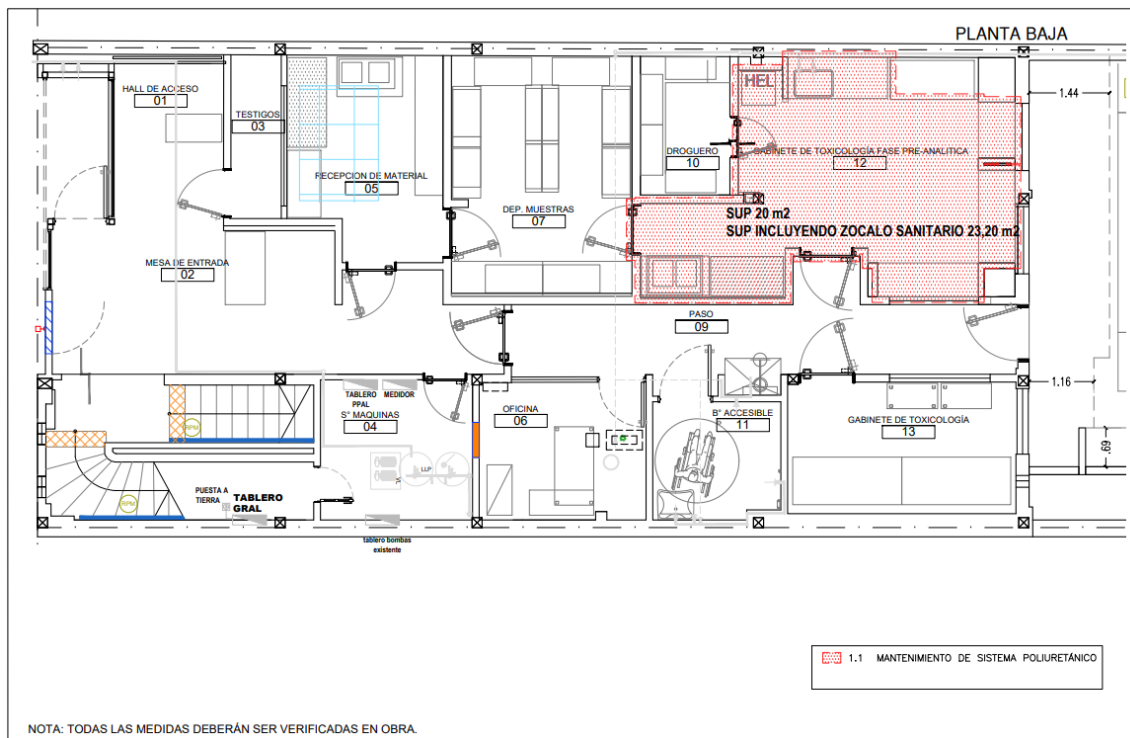 PLANTA BAJA
HALL DE ACCESO
01
TESTIGOS
03
RECEPCION DE MATERIAL
05
DEP. MUESTRAS
07
DROGUERO
10
HEL
GABINETE DE TOXICOLOGÍA FASE PRE-ANALITICA
12
1.44
SUP 20 m2
SUP INCLUYENDO ZOCALO SANITARIO 23,20 m2
MESA DE ENTRADA
02
PASO
09
1.16
.69
TABLERO
PPAL
MEDIDOR
S° MAQUINAS
04
OFICINA
06
B° ACCESIBLE
11
GABINETE DE TOXICOLOGÍA
13
RPM
LLP
RPM
PUESTA A
TIERRA
TABLERO
GRAL
tablero bombas
existente
1.1 MANTENIMIENTO DE SISTEMA POLIURETÁNICO
NOTA: TODAS LAS MEDIDAS DEBERÁN SER VERIFICADAS EN OBRA.